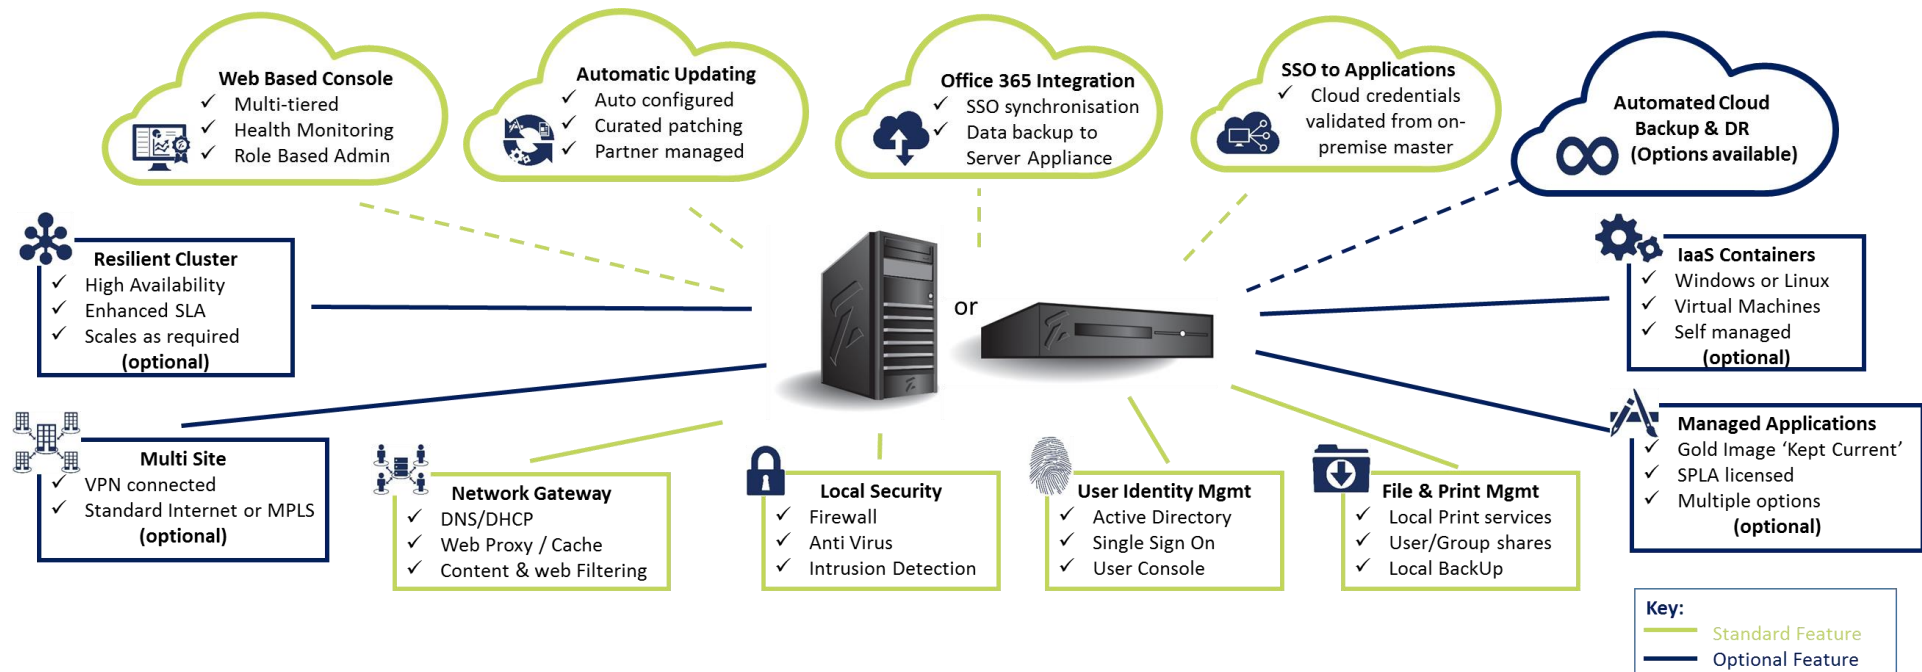 Web Based Console
✓ Multi-tiered
✓ Health Monitoring
✓ Role Based Admin
Automatic Updating
✓ Auto configured
✓ Curated patching
✓ Partner managed
Office 365 Integration
✓ SSO synchronisation
✓ Data backup to
Server Appliance
SSO to Applications
✓ Cloud credentials
validated from on-
premise master
Automated Cloud
Backup & DR
(Options available)
Resilient Cluster
✓ High Availability
✓ Enhanced SLA
✓ Scales as required
(optional)
or
IaaS Containers
✓ Windows or Linux
✓ Virtual Machines
✓ Self managed
(optional)
Multi Site
✓ VPN connected
✓ Standard Internet or MPLS
(optional)
Network Gateway
✓ DNS/DHCP
✓ Web Proxy / Cache
✓ Content & web Filtering
Local Security
✓ Firewall
✓ Anti Virus
✓ Intrusion Detection
User Identity Mgmt
✓ Active Directory
✓ Single Sign On
✓ User Console
File & Print Mgmt
✓ Local Print services
✓ User/Group shares
✓ Local BackUp
Managed Applications
✓ Gold Image ‘Kept Current’
✓ SPLA licensed
✓ Multiple options
(optional)
Key:
Standard Feature
Optional Feature